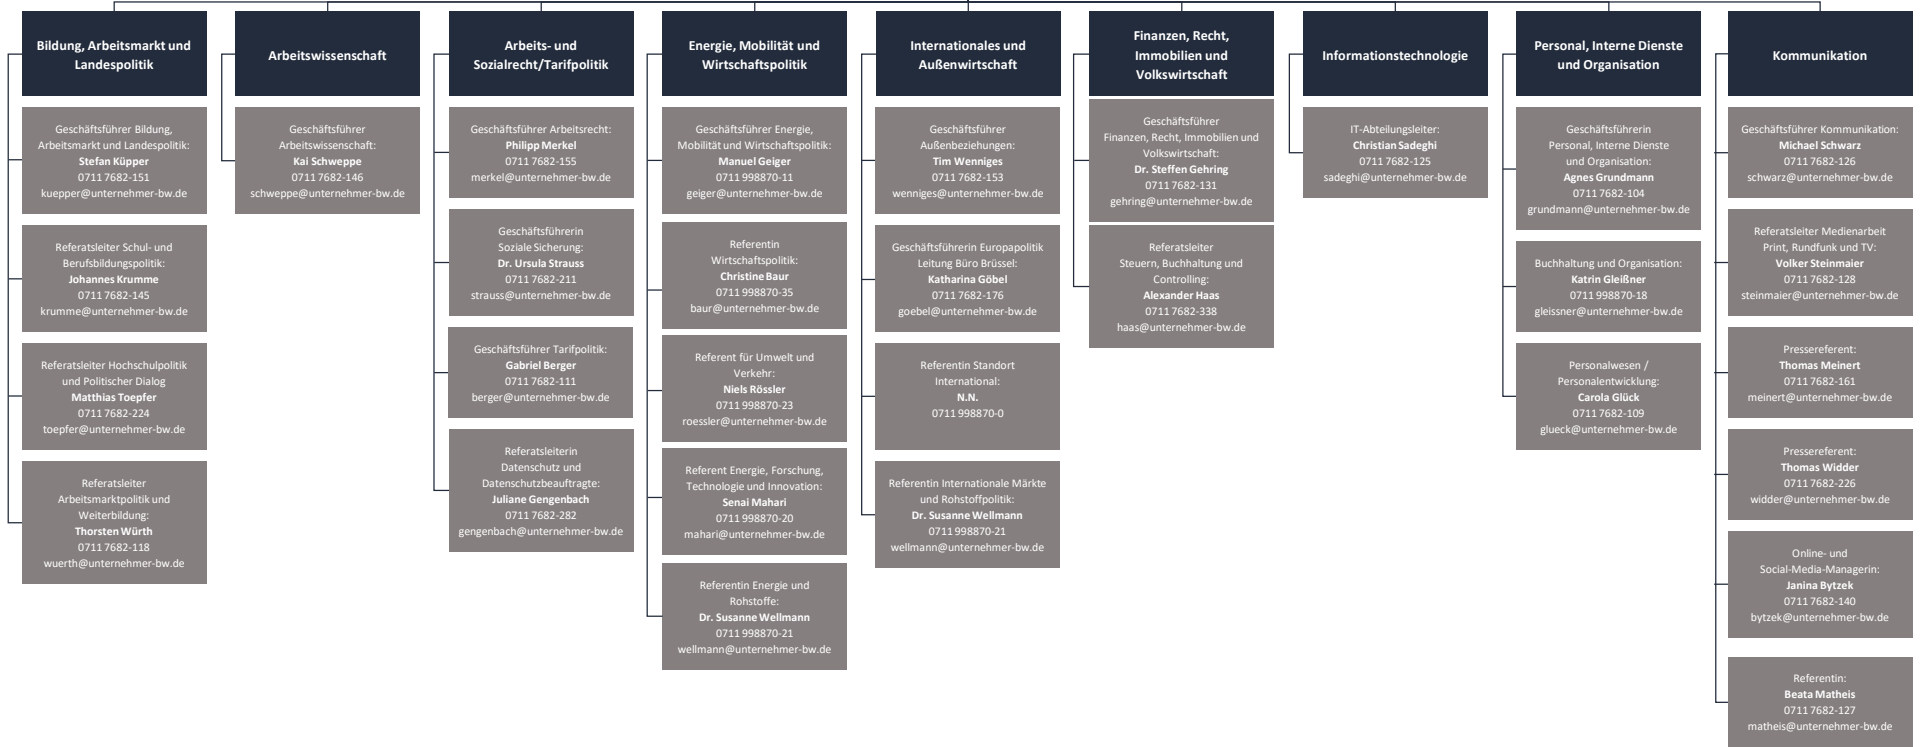 Bildung, Arbeitsmarkt und
Landespolitik
Geschäftsführer Bildung,
Arbeitsmarkt und Landespolitik:
Stefan Küpper
0711 7682-151
kuepper@unternehmer-bw.de
Referatsleiter Schul- und
Berufsbildungspolitik:
Johannes Krumme
0711 7682-145
krumme@unternehmer-bw.de
Referatsleiter Hochschulpolitik
und Politischer Dialog
Matthias Toepfer
0711 7682-224
toepfer@unternehmer-bw.de
Referatsleiter
Arbeitsmarktpolitik und
Weiterbildung:
Thorsten Würth
0711 7682-118
wuerth@unternehmer-bw.de
Arbeitswissenschaft
Geschäftsführer
Arbeitswissenschaft:
Kai Schweppe
0711 7682-146
schweppe@unternehmer-bw.de
Arbeits- und
Sozialrecht/Tarifpolitik
Geschäftsführer Arbeitsrecht:
Philipp Merkel
0711 7682-155
merkel@unternehmer-bw.de
Geschäftsführerin
Soziale Sicherung:
Dr. Ursula Strauss
0711 7682-211
strauss@unternehmer-bw.de
Geschäftsführer Tarifpolitik:
Gabriel Berger
0711 7682-111
berger@unternehmer-bw.de
Referatsleiterin
Datenschutz und
Datenschutzbeauftragte:
Juliane Gengenbach
0711 7682-282
gengenbach@unternehmer-bw.de
Energie, Mobilität und
Wirtschaftspolitik
Geschäftsführer Energie,
Mobilität und Wirtschaftspolitik:
Manuel Geiger
0711 998870-11
geiger@unternehmer-bw.de
Referentin
Wirtschaftspolitik:
Christine Baur
0711 998870-35
baur@unternehmer-bw.de
Referent für Umwelt und
Verkehr:
Niels Rössler
0711 998870-23
roessler@unternehmer-bw.de
Referent Energie, Forschung,
Technologie und Innovation:
Senai Mahari
0711 998870-20
mahari@unternehmer-bw.de
Referentin Energie und
Rohstoffe:
Dr. Susanne Wellmann
0711 998870-21
wellmann@unternehmer-bw.de
Internationales und
Außenwirtschaft
Geschäftsführer
Außenbeziehungen:
Tim Wenniges
0711 7682-153
wenniges@unternehmer-bw.de
Geschäftsführerin Europapolitik
Leitung Büro Brüssel:
Katharina Göbel
0711 7682-176
goebel@unternehmer-bw.de
Referentin Standort
International:
N.N.
0711 998870-0
Referentin Internationale Märkte
und Rohstoffpolitik:
Dr. Susanne Wellmann
0711 998870-21
wellmann@unternehmer-bw.de
Finanzen, Recht,
Immobilien und
Volkswirtschaft
Geschäftsführer
Finanzen, Recht, Immobilien und
Volkswirtschaft:
Dr. Steffen Gehring
0711 7682-131
gehring@unternehmer-bw.de
Referatsleiter
Steuern, Buchhaltung und
Controlling:
Alexander Haas
0711 7682-338
haas@unternehmer-bw.de
Informationstechnologie
IT-Abteilungsleiter:
Christian Sadeghi
0711 7682-125
sadeghi@unternehmer-bw.de
Personal, Interne Dienste
und Organisation
Geschäftsführerin
Personal, Interne Dienste
und Organisation:
Agnes Grundmann
0711 7682-104
grundmann@unternehmer-bw.de
Buchhaltung und Organisation:
Katrin Gleißner
0711 998870-18
gleissner@unternehmer-bw.de
Personalwesen /
Personalentwicklung:
Carola Glück
0711 7682-109
glueck@unternehmer-bw.de
Kommunikation
Geschäftsführer Kommunikation:
Michael Schwarz
0711 7682-126
schwarz@unternehmer-bw.de
Referatsleiter Medienarbeit
Print, Rundfunk und TV:
Volker Steinmaier
0711 7682-128
steinmaier@unternehmer-bw.de
Pressereferent:
Thomas Meinert
0711 7682-161
meinert@unternehmer-bw.de
Pressereferent:
Thomas Widder
0711 7682-226
widder@unternehmer-bw.de
Online- und
Social-Media-Managerin:
Janina Bytzek
0711 7682-140
bytzek@unternehmer-bw.de
Referentin:
Beata Matheis
0711 7682-127
matheis@unternehmer-bw.de